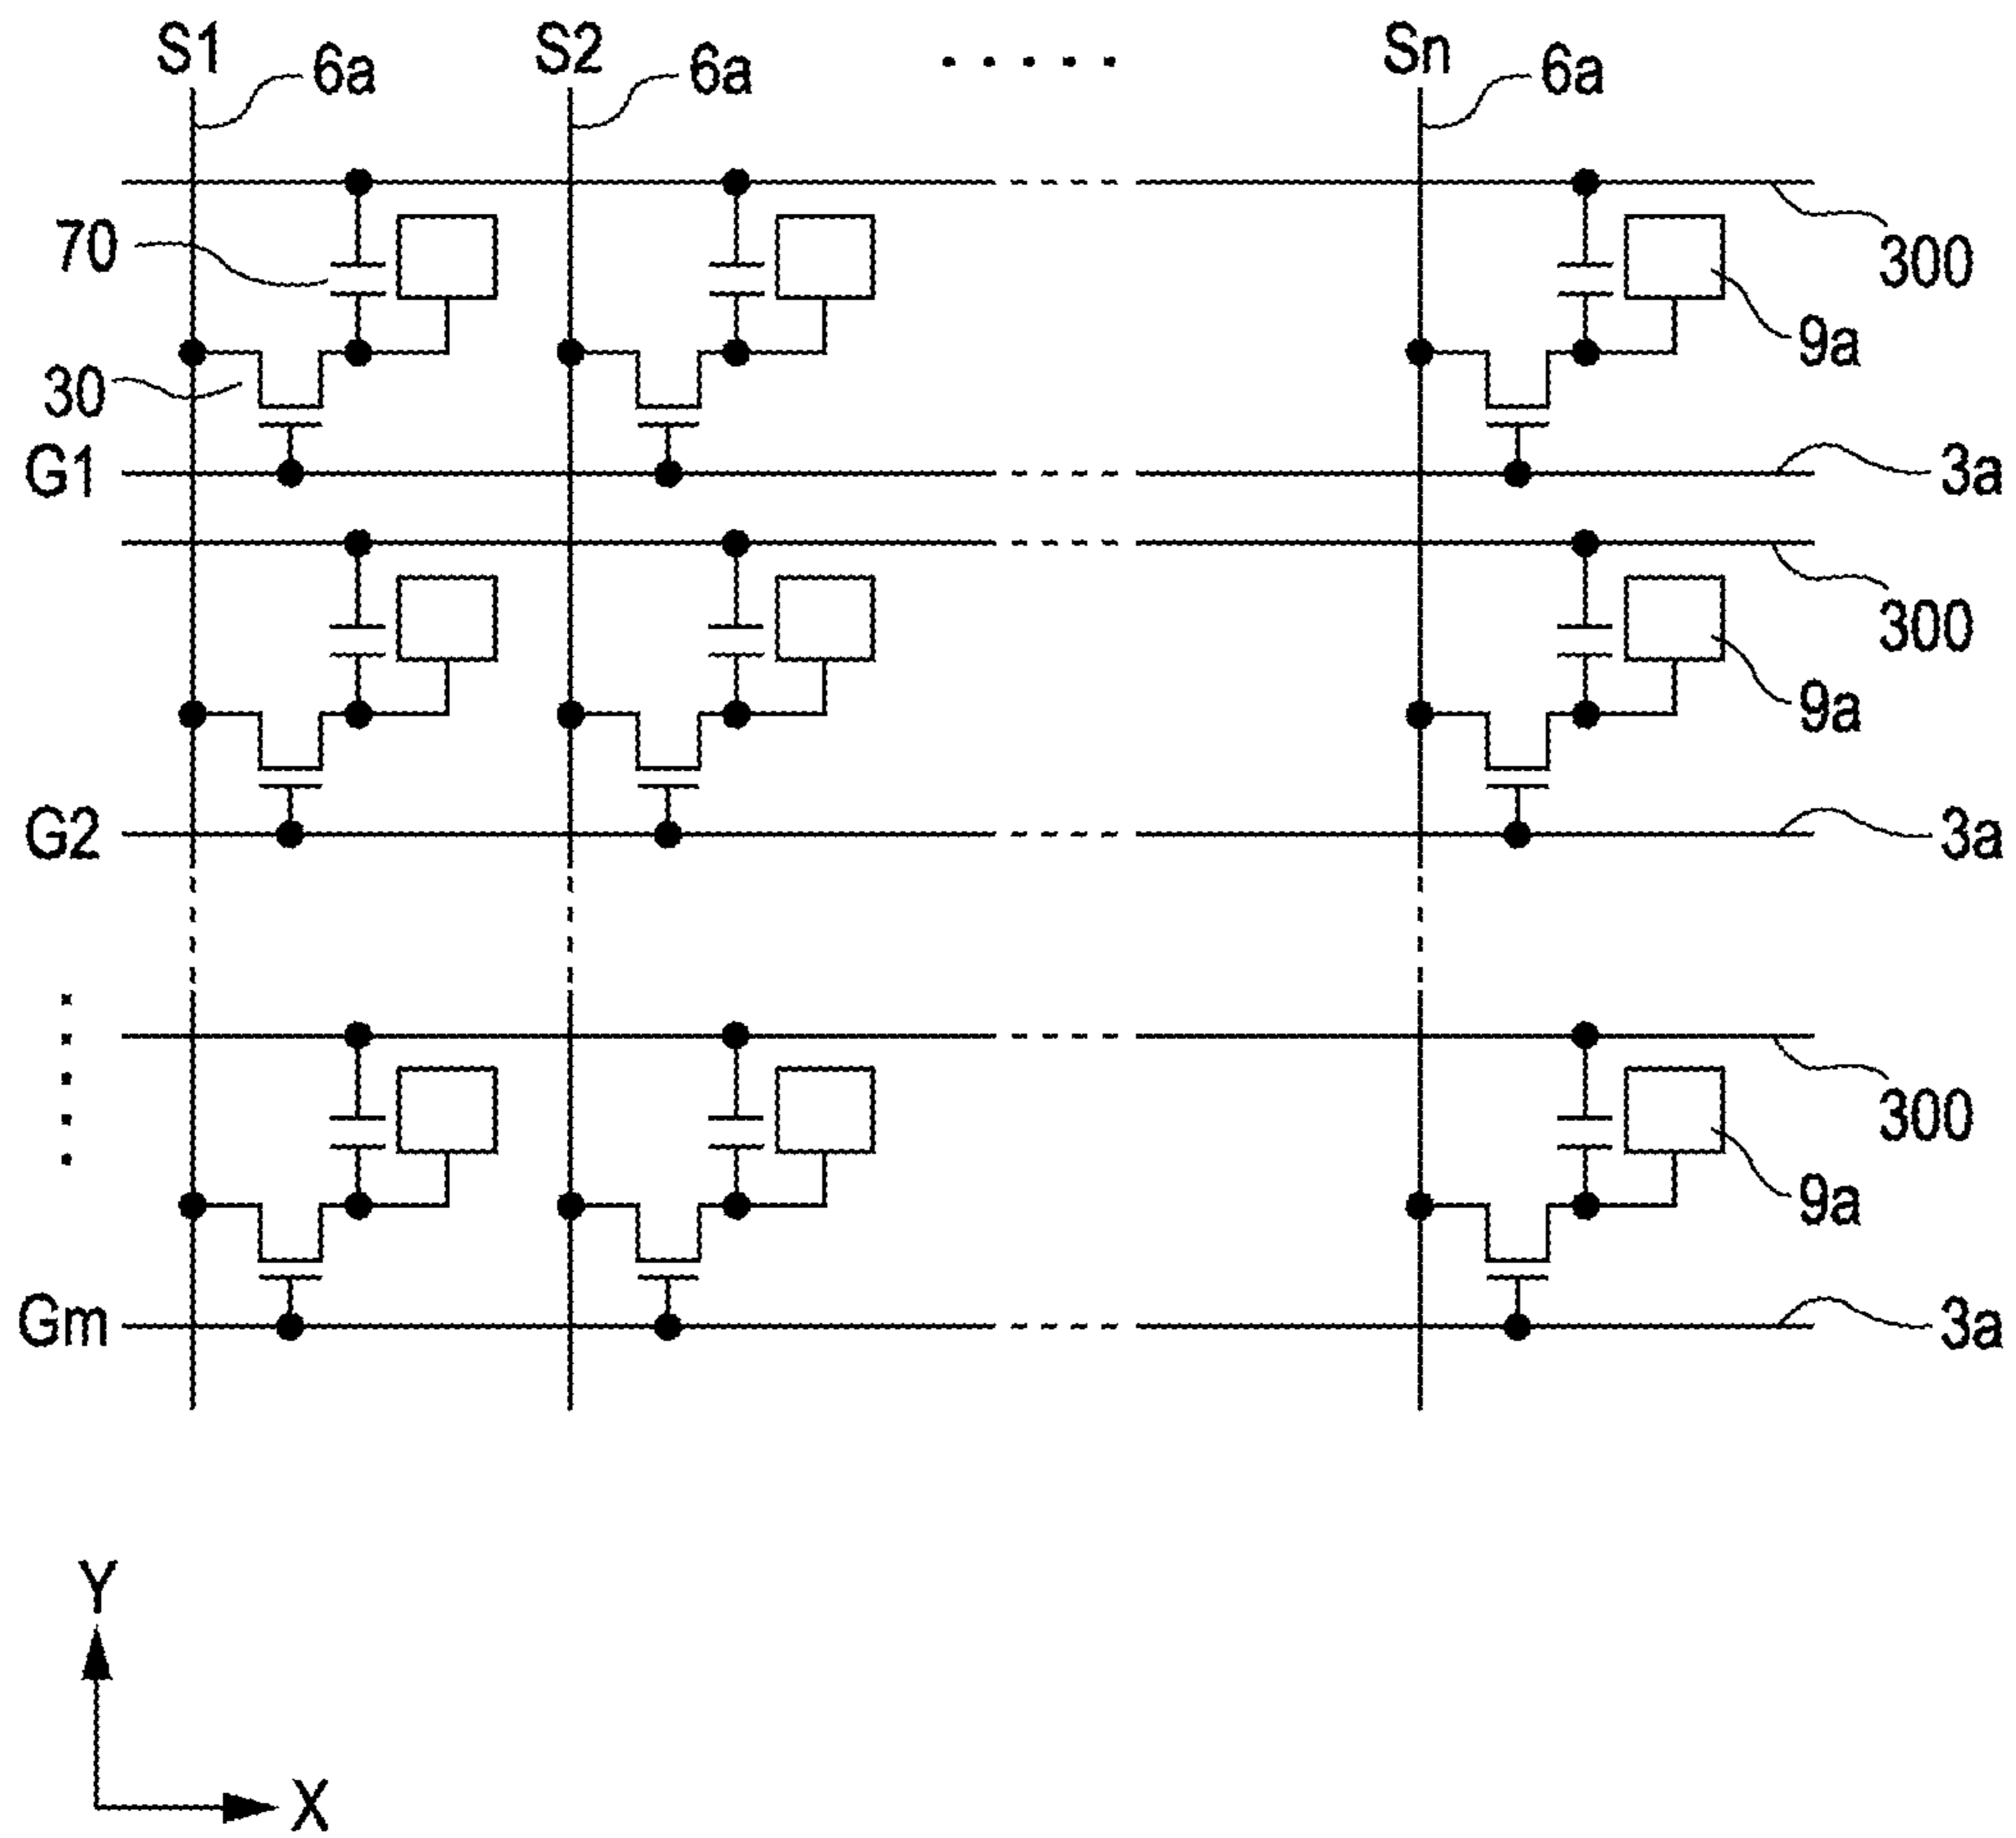 S1 6a S2 6a ..... Sn 6a
70 300
9a
30
G1 3a
300
9a
G2 3a
300
9a
Gm 3a
Y
X